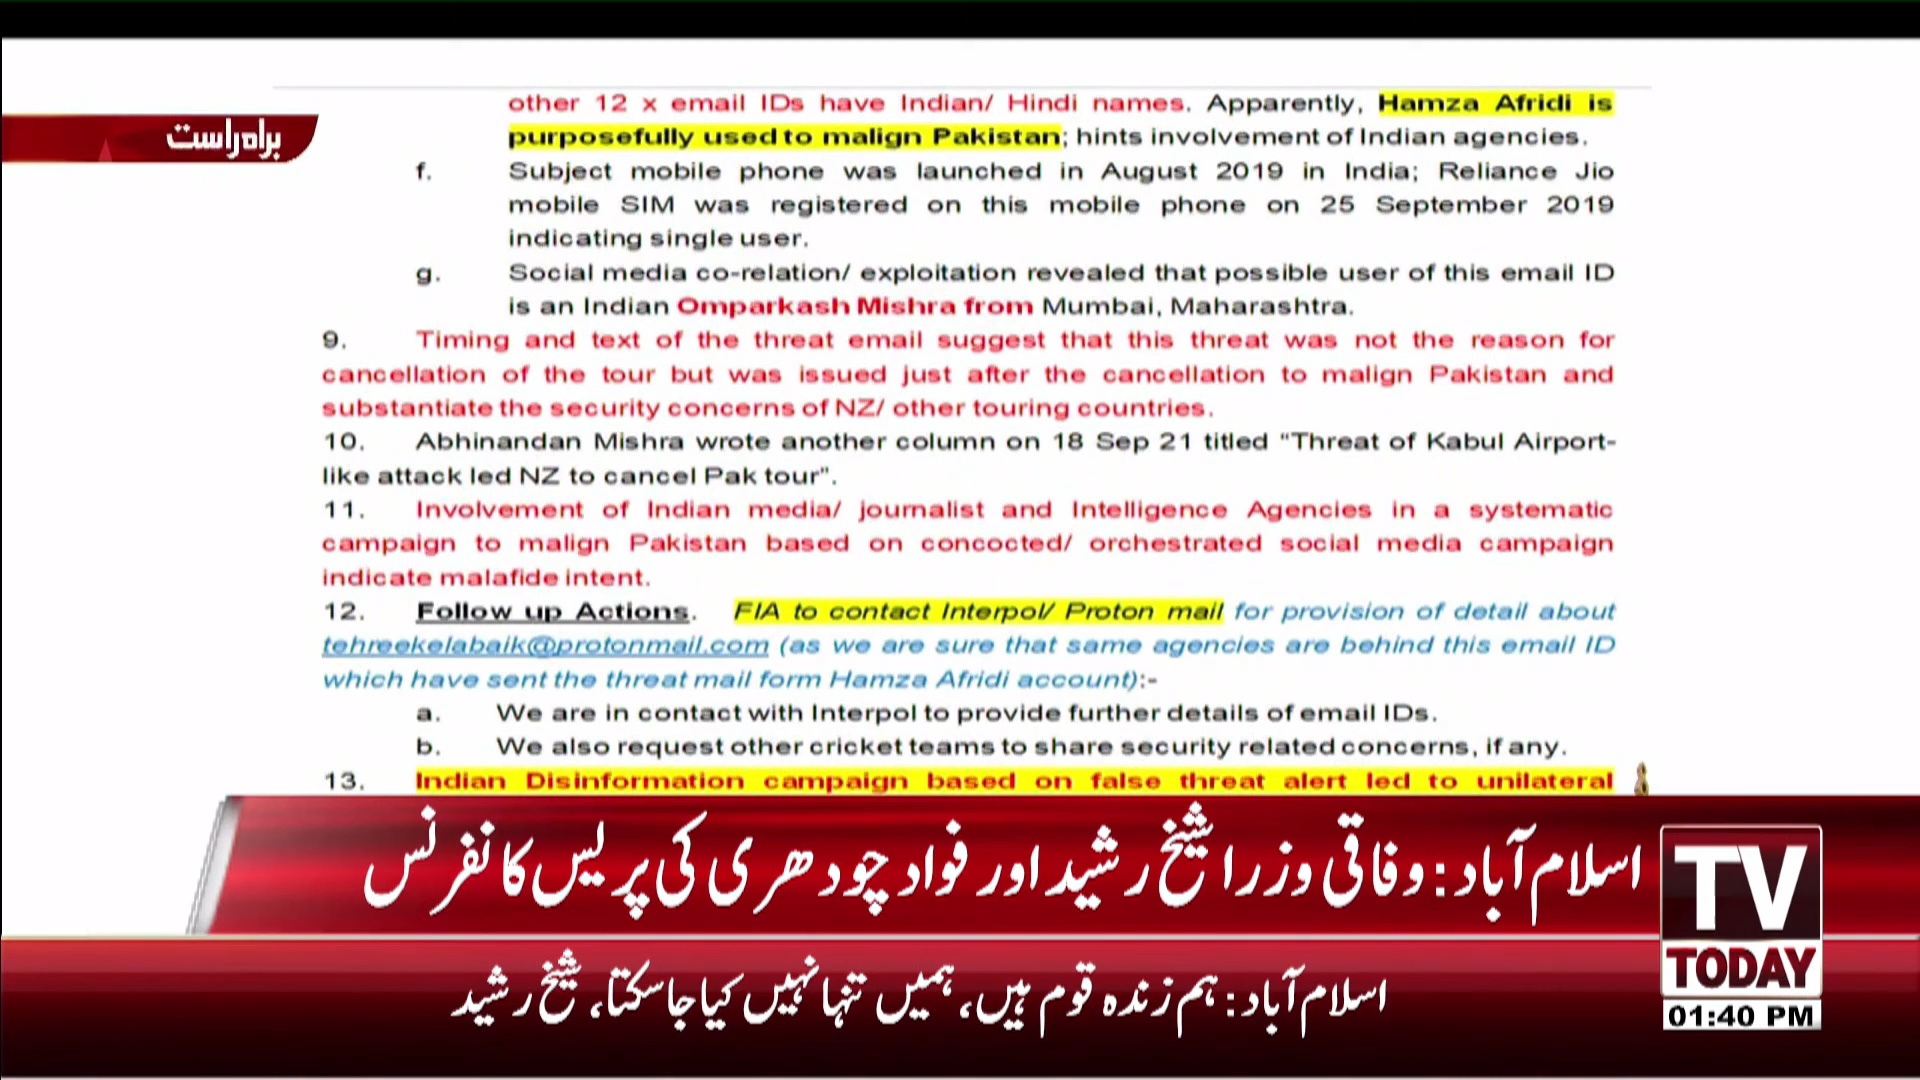 other 12 x email IDs have Indian/ Hindi names. Apparently, Hamza Afridi is
براہ راست
purposefully used to malign Pakistan; hints involvement of Indian agencies.
f. Subject mobile phone was launched in August 2019 in India; Reliance Jio
mobile SIM was registered on this mobile phone on 25 September 2019
indicating single user.
g. Social media co-relation/ exploitation revealed that possible user of this email ID
is an Indian Omparkash Mishra from Mumbai, Maharashtra.
9. Timing and text of the threat email suggest that this threat was not the reason for
cancellation of the tour but was issued just after the cancellation to malign Pakistan and
substantiate the security concerns of NZ/ other touring countries.
10. Abhinandan Mishra wrote another column on 18 Sep 21 titled "Threat of Kabul Airport-
like attack led NZ to cancel Pak tour".
11. Involvement of Indian media/ journalist and Intelligence Agencies in a systematic
campaign to malign Pakistan based on concocted/ orchestrated social media campaign
indicate malafide intent.
12. Follow up Actions. FIA to contact Interpol/ Proton mail for provision of detail about
tehreekelabaik@protonmail.com (as we are sure that same agencies are behind this email ID
which have sent the threat mail form Hamza Afridi account):-
a. We are in contact with Interpol to provide further details of email IDs.
b. We also request other cricket teams to share security related concerns, if any.
13. Indian Disinformation campaign based on false threat alert led to unilateral
اسلام آباد: وفاقی وزرا شیخ رشید اور فواد چودھری کی پریس کانفرنس
اسلام آباد: ہم زندہ قوم ہیں، ہمیں تنہا نہیں کیا جاسکتا، شیخ رشید
TV
TODAY
01:40 PM